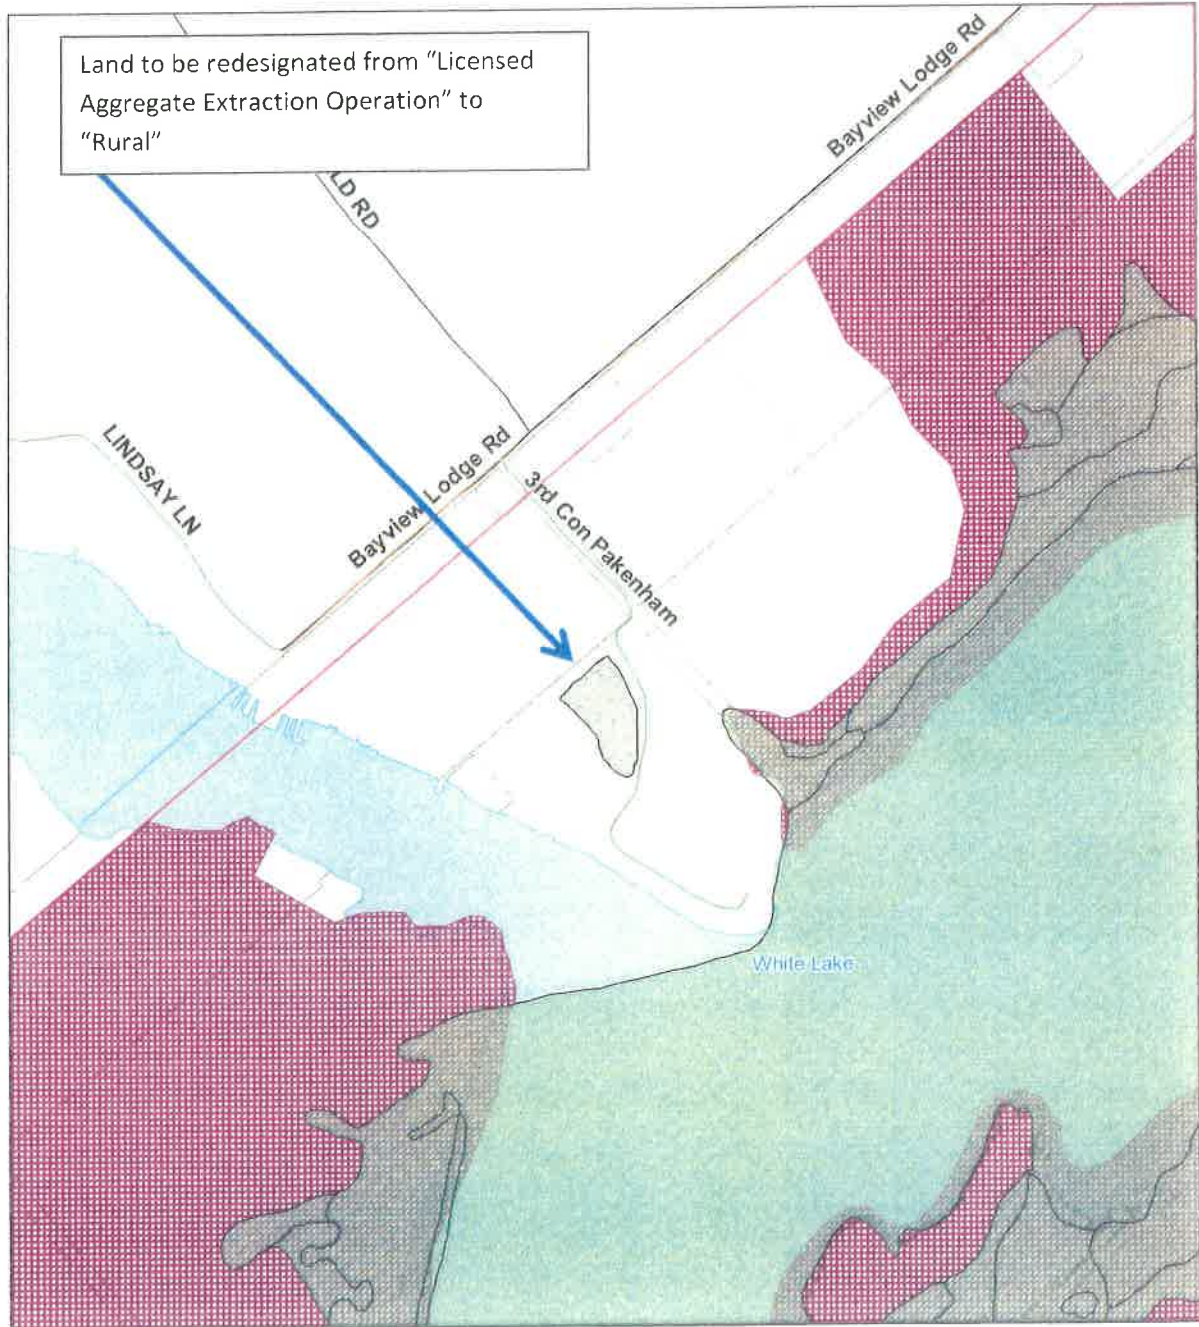 Land to be redesignated from "Licensed
Aggregate Extraction Operation" to
"Rural"
Bayview Lodge Rd
LD RD
LINDSAY LN
Bayview Lodge Rd
3rd Con Pakenham
White Lake